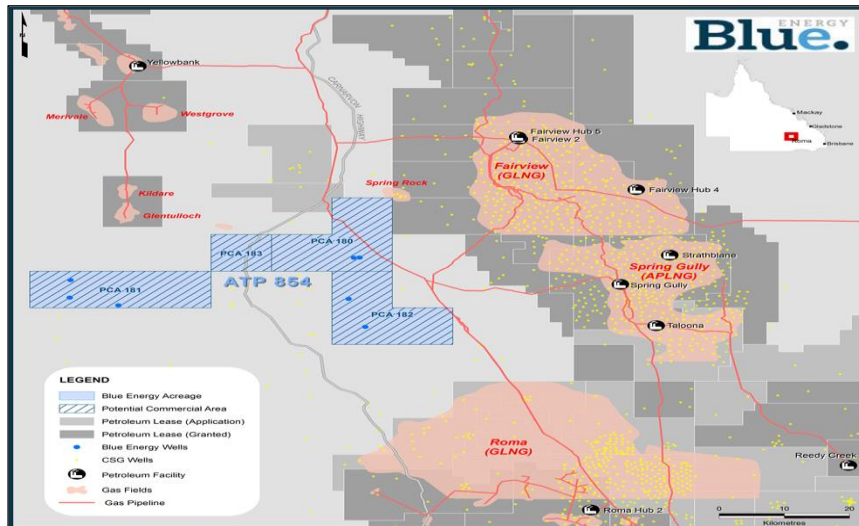 N
ENERGY
Blue.
Yellowbank
Merivale
Westgrove
CARNARVON HIGHWAY
Mackay
Gladstone
Roma
Brisbane
Fairview Hub 5
Fairview 2
Fairview
(GLNG)
Spring Rock
Fairview Hub 4
Kildare
Glentulloch
PCA 183
PCA 180
Strathblane
Spring Gully
(APLNG)
ATP 854
PCA 181
Spring Gully
PCA 182
Taloona
LEGEND
Blue Energy Acreage
Potential Commercial Area
Petroleum Lease (Application)
Petroleum Lease (Granted)
Blue Energy Wells
CSG Wells
Petroleum Facility
Gas Fields
Gas Pipeline
Roma
(GLNG)
Reedy Creek
Roma Hub 2
0 10 20
Kilometres